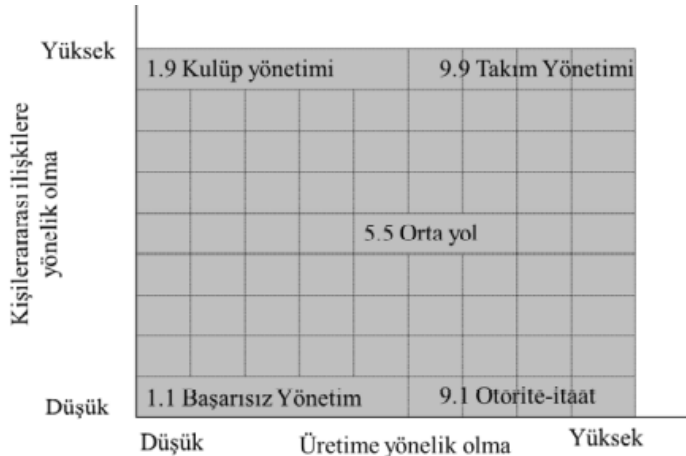 Yüksek
1.9 Kulüp yönetimi
9.9 Takım Yönetimi
Kişilerararası ilişkilere
yönelik olma
5.5 Orta yol
1.1 Başarısız Yönetim
9.1 Otorite-itaat
Düşük
Düşük
Üretime yönelik olma
Yüksek